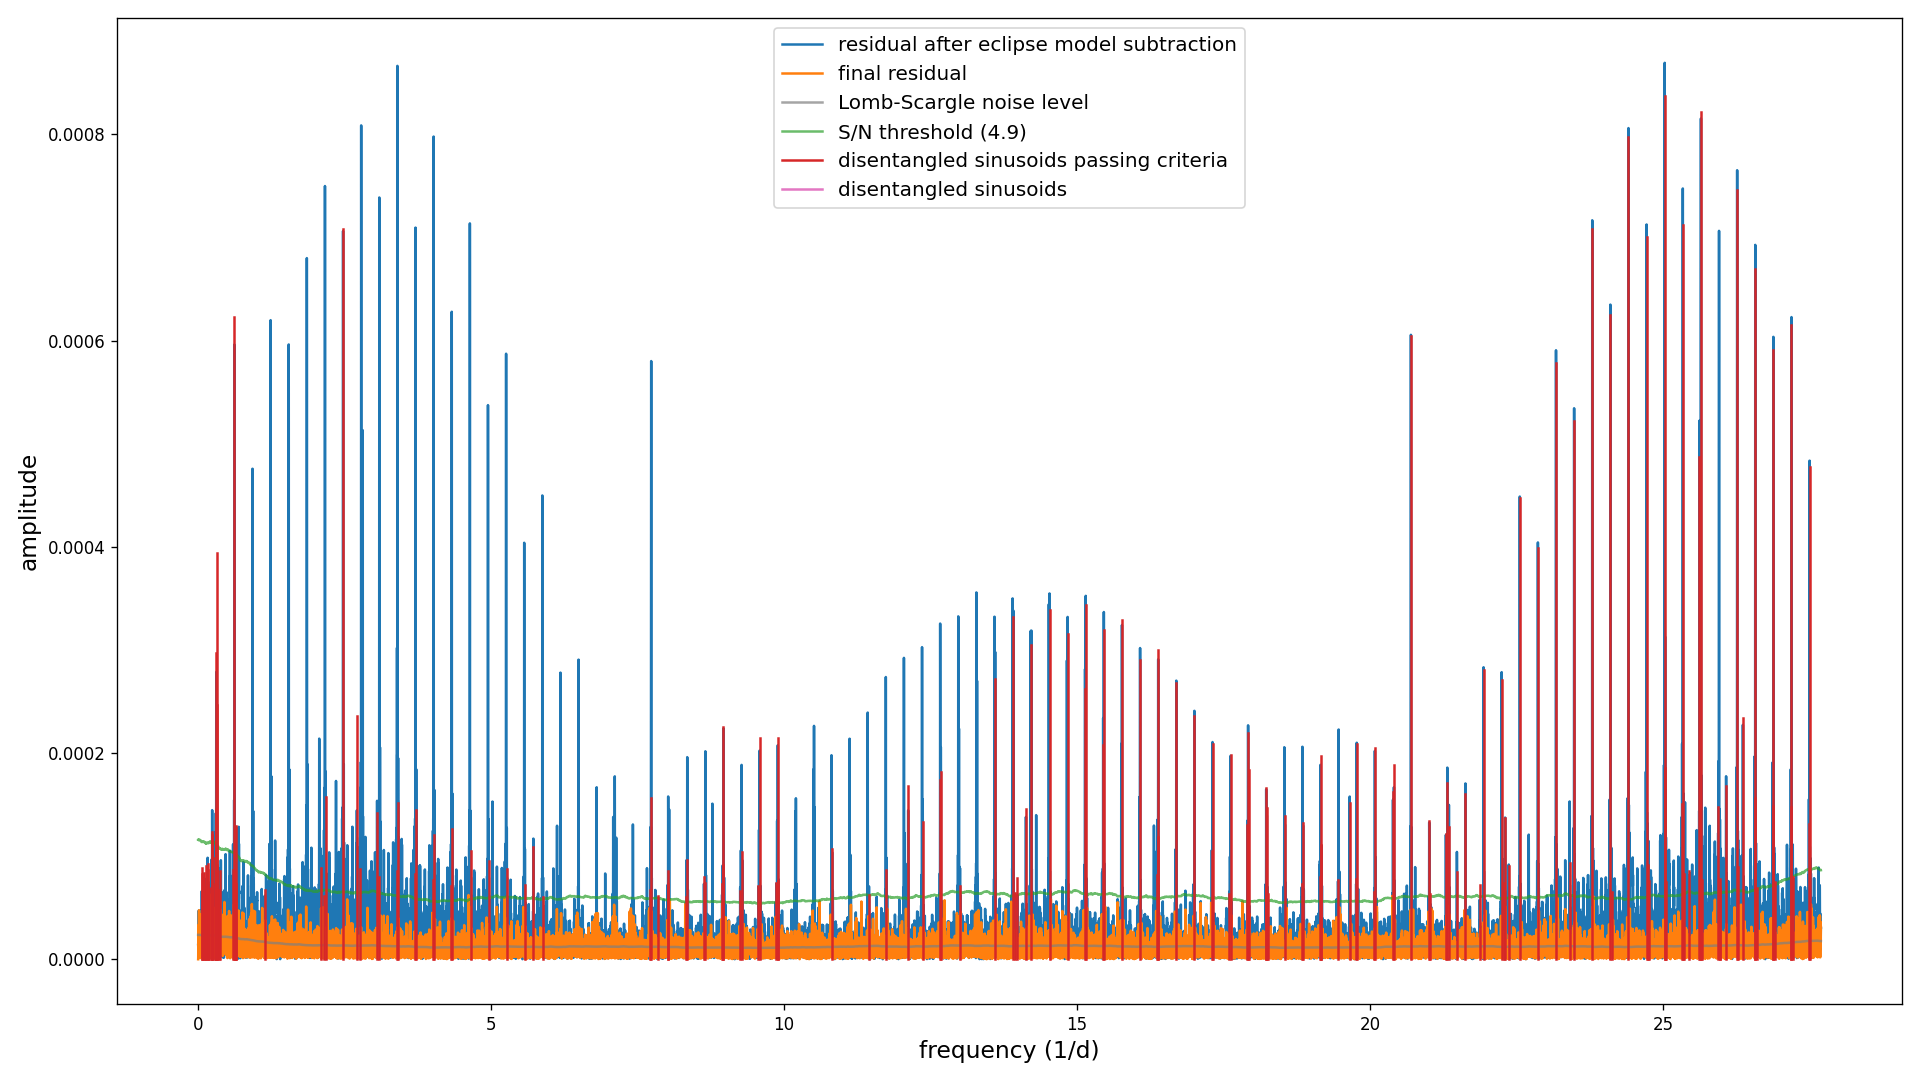 residual after eclipse model subtraction
final residual
Lomb-Scargle noise level
S/N threshold (4.9)
disentangled sinusoids passing criteria
disentangled sinusoids
amplitude
0.0008
0.0006
0.0004
0.0002
0.0000
0 5 10 15 20 25
frequency (1/d)